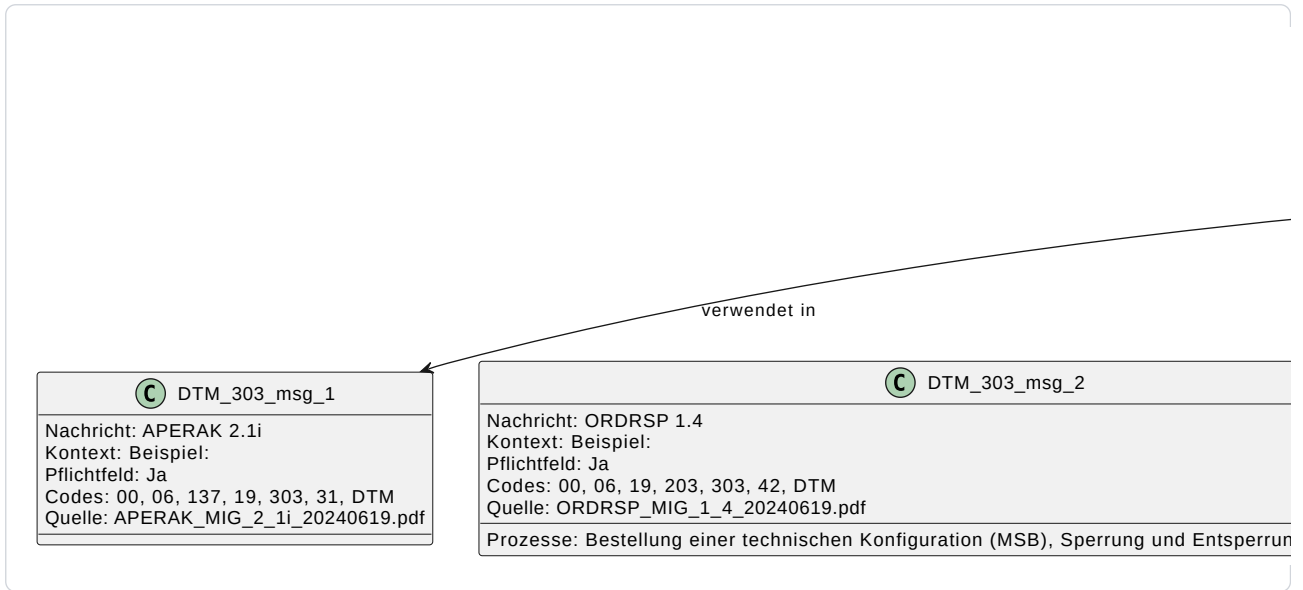 verwendet in
C DTM_303_msg_1
Nachricht: APERAK 2.1i
Kontext: Beispiel:
Pflichtfeld: Ja
Codes: 00, 06, 137, 19, 303, 31, DTM
Quelle: APERAK_MIG_2_1i_20240619.pdf
C DTM_303_msg_2
Nachricht: ORDRSP 1.4
Kontext: Beispiel:
Pflichtfeld: Ja
Codes: 00, 06, 19, 203, 303, 42, DTM
Quelle: ORDRSP_MIG_1_4_20240619.pdf
Prozesse: Bestellung einer technischen Konfiguration (MSB), Sperrung und Entsperrun